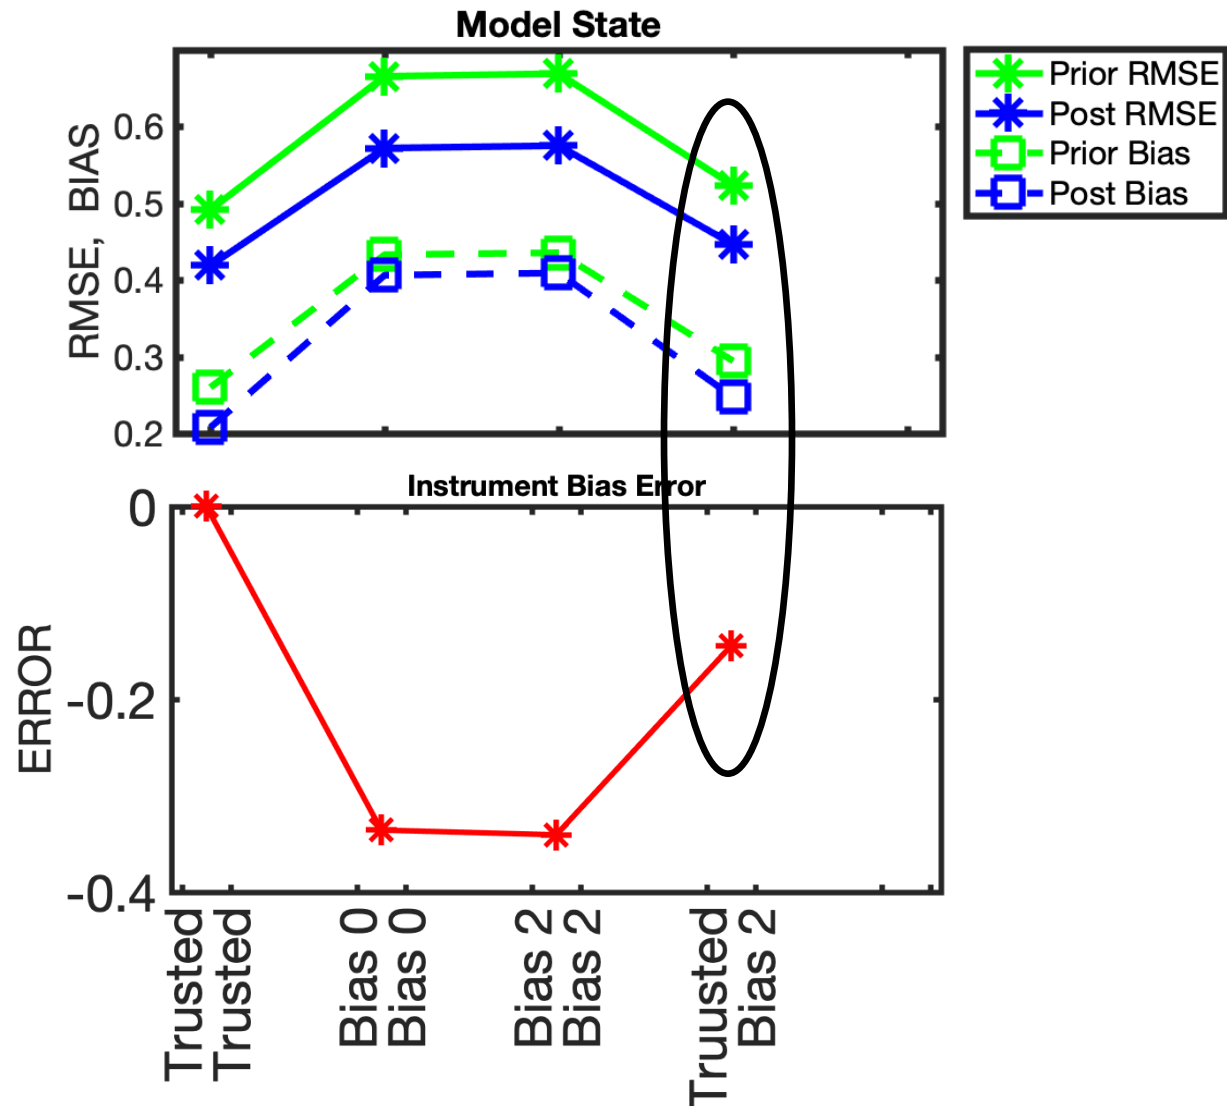 Model State
Prior RMSE
Post RMSE
Prior Bias
Post Bias
RMSE, BIAS
0.6
0.5
0.4
0.3
0.2
Instrument Bias Error
ERROR
0
-0.2
-0.4
Trusted
Trusted
Bias 0
Bias 0
Bias 2
Bias 2
Truusted
Bias 2